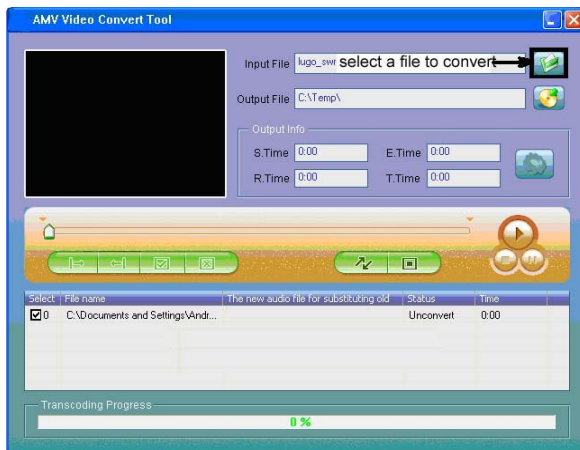 AMV Video Convert Tool
Input File lugo_swr select a file to convert
Output File C:\Temp\
Output Info
S.Time 0:00 E.Time 0:00
R.Time 0:00 T.Time 0:00
Select File name The new audio file for substituting old Status Time
0 C:\Documents and Settings\Andr... Unconvert 0:00
Transcoding Progress
0 %